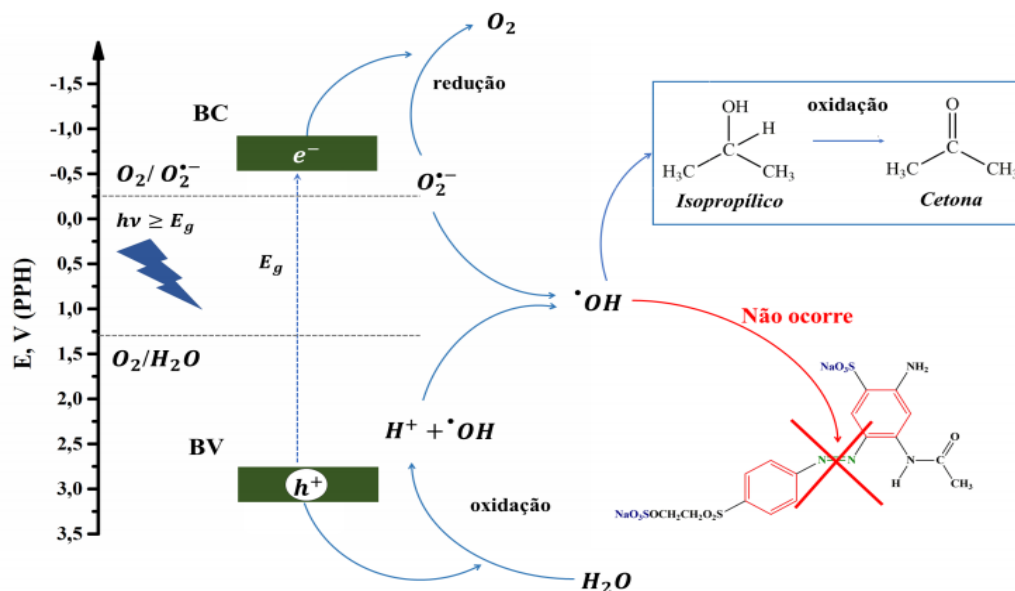 O₂
-1,5
-1,0
-0,5
0,0
0,5
1,0
1,5
2,0
2,5
3,0
3,5
E, V (PPH)
BC
e⁻
redução
O₂/ O₂•⁻
O₂•⁻
hν ≥ E_g
E_g
O₂/H₂O
BV
h⁺
H⁺ + •OH
oxidação
H₂O
•OH
OH
H
C
H₃C
CH₃
Isopropílico
oxidação
O
C
H₃C
CH₃
Cetona
Não ocorre
NaO₃S
NH₂
N=N
N
H
C
O
CH₃
NaO₃SOCH₂CH₂O₂S